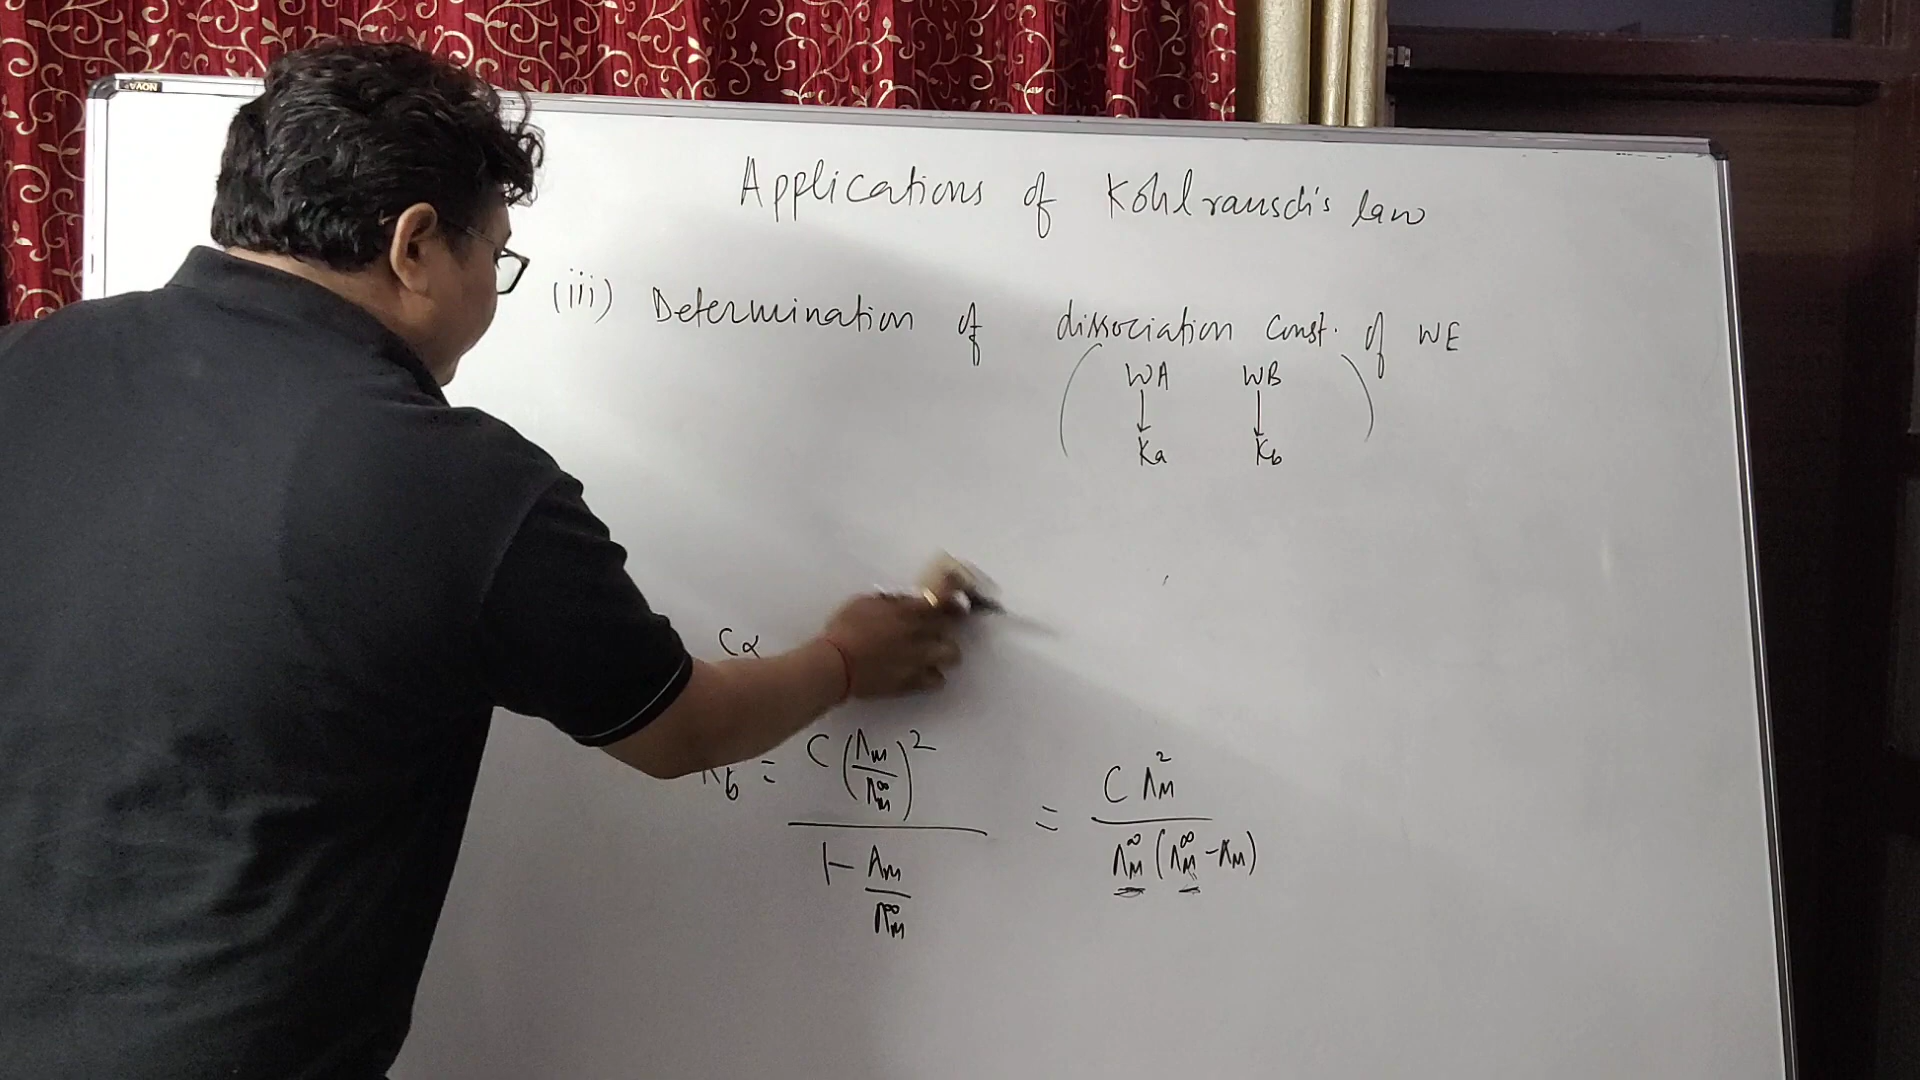 NOVA
Applications of Kohlrausch's law
(iii) Determination of dissociation const. of WE
( WA WB )
↓ ↓
Ka Kb
Cα
Kb = C (Λm/Λ∞m)² / 1 - Λm/Λ∞m = C Λ²M / Λ∞M (Λ∞M - ΛM)